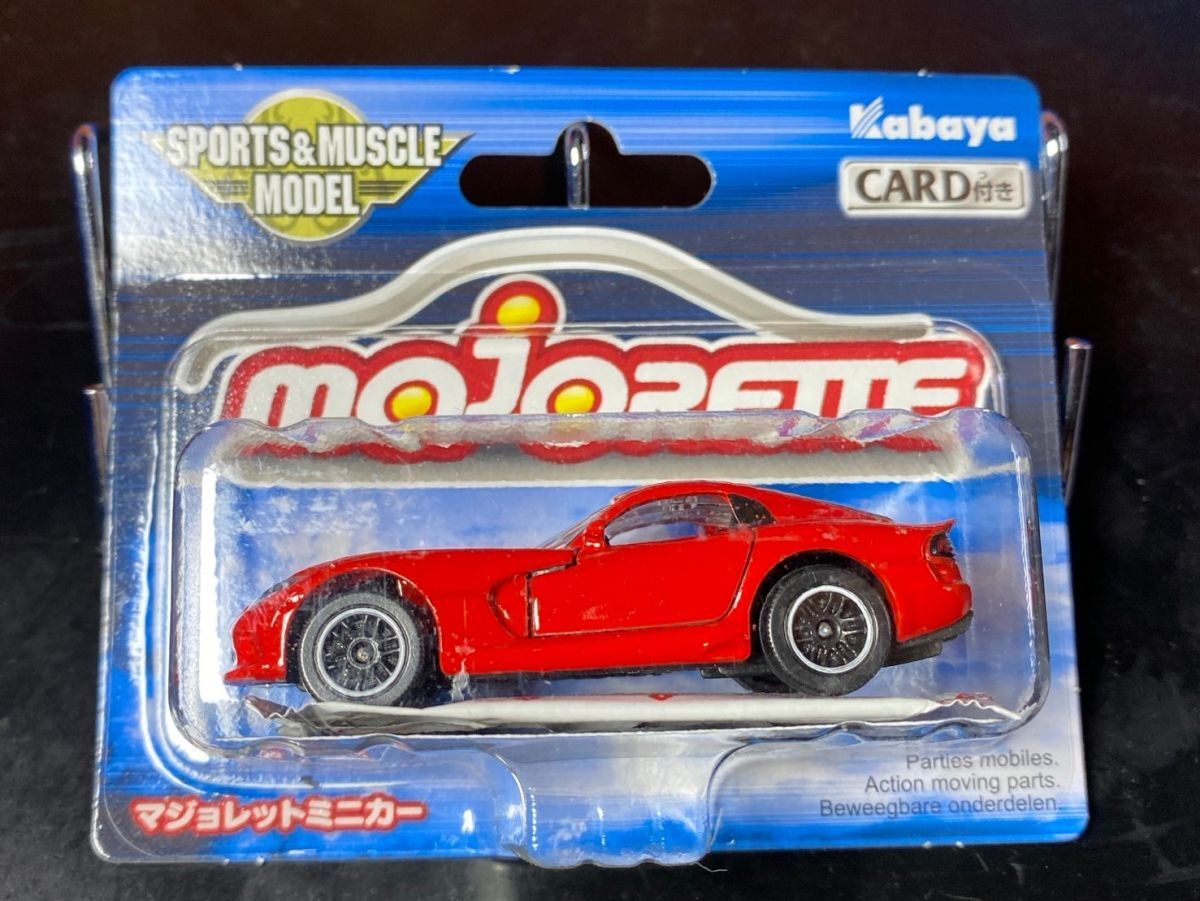 SPORTS&MUSCLE
MODEL
Kabaya
CARD付き
majorette
Parties mobiles.
Action moving parts.
Beweegbare onderdelen.
マジョレットミニカー